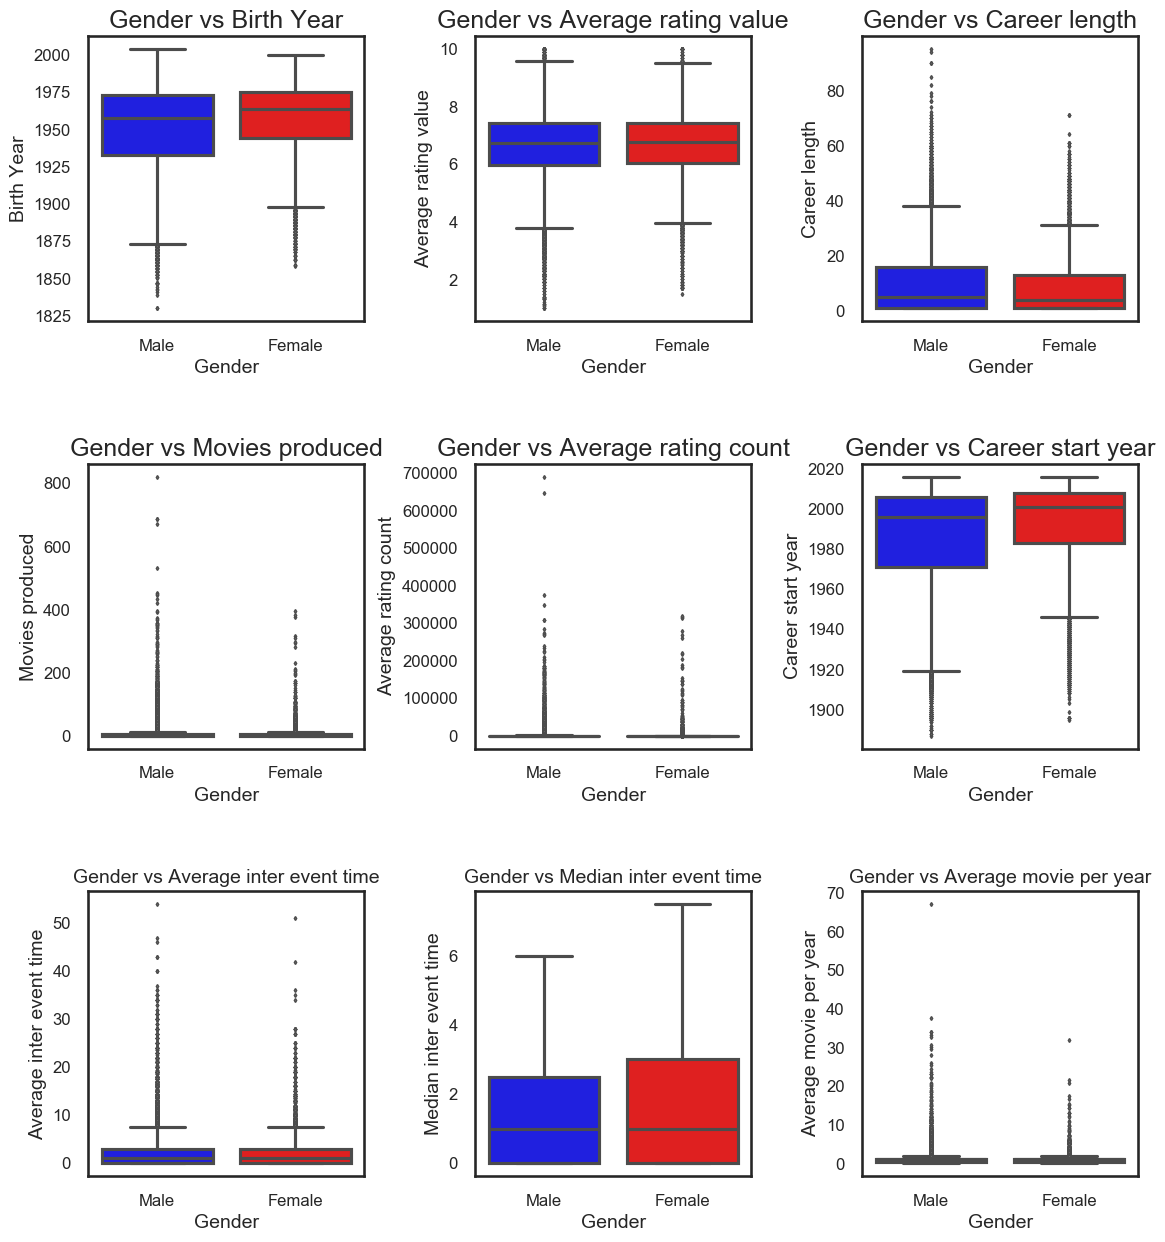 Gender vs Birth Year
Birth Year
2000
1975
1950
1925
1900
1875
1850
1825
Male Female
Gender
Gender vs Average rating value
Average rating value
10
8
6
4
2
Male Female
Gender
Gender vs Career length
Career length
80
60
40
20
0
Male Female
Gender
Gender vs Movies produced
Movies produced
800
600
400
200
0
Male Female
Gender
Gender vs Average rating count
Average rating count
700000
600000
500000
400000
300000
200000
100000
0
Male Female
Gender
Gender vs Career start year
Career start year
2020
2000
1980
1960
1940
1920
1900
Male Female
Gender
Gender vs Average inter event time
Average inter event time
50
40
30
20
10
0
Male Female
Gender
Gender vs Median inter event time
Median inter event time
6
4
2
0
Male Female
Gender
Gender vs Average movie per year
Average movie per year
70
60
50
40
30
20
10
0
Male Female
Gender